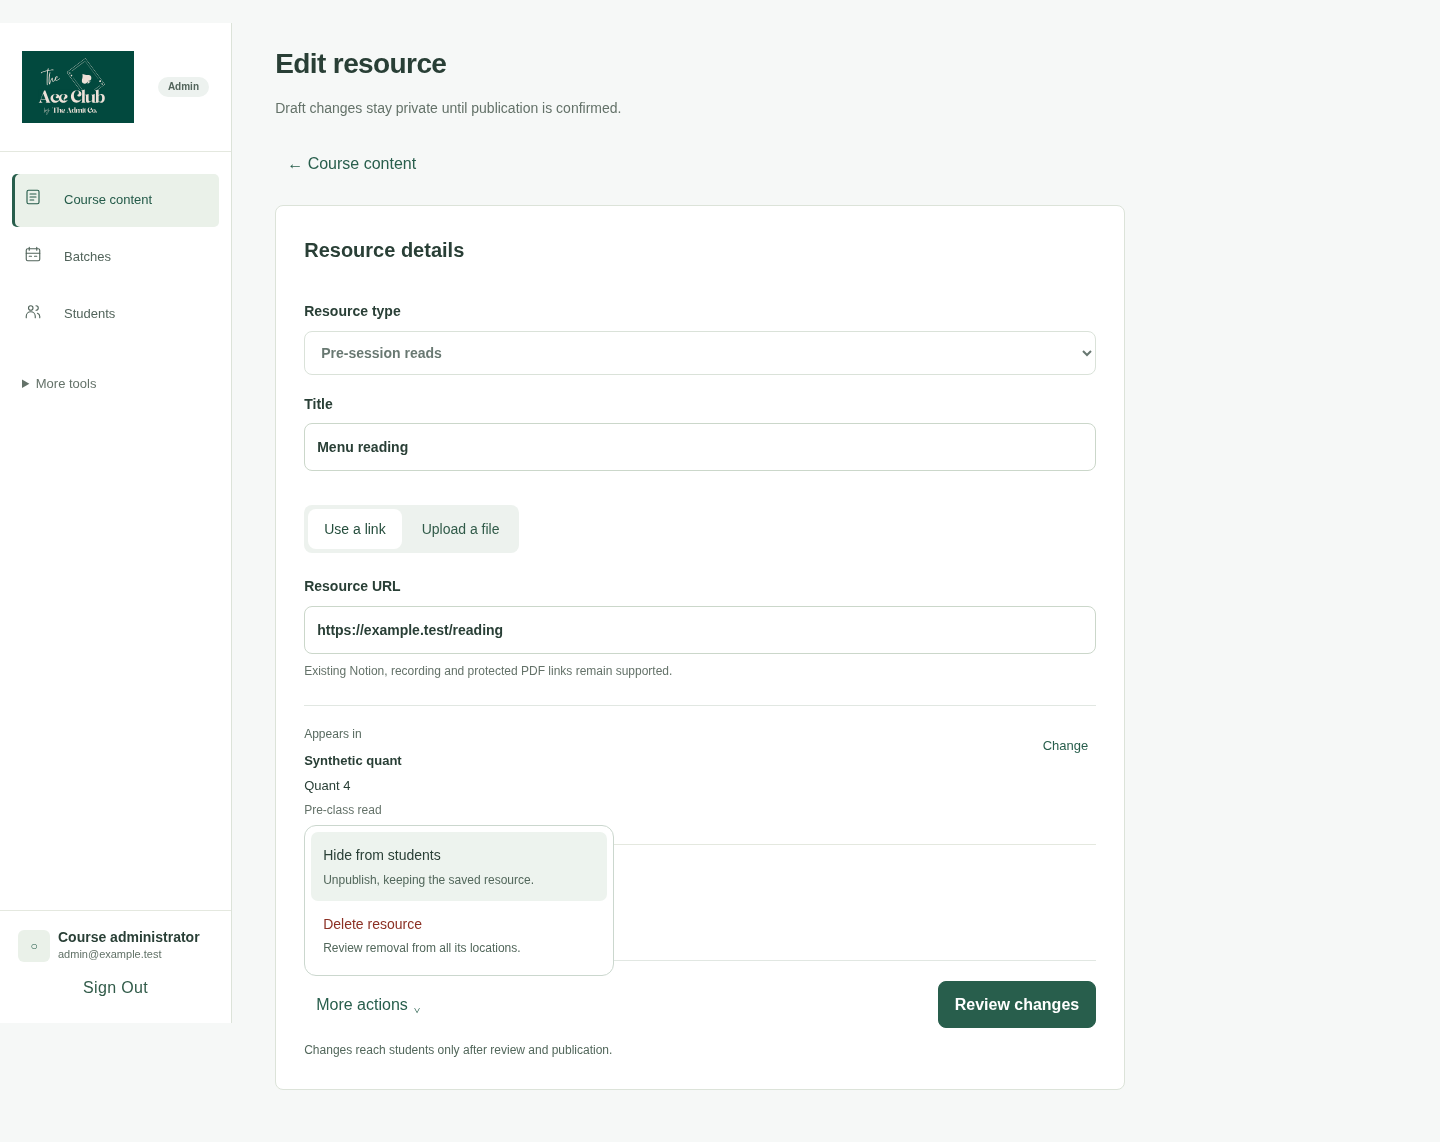 The
Ace Club
by The Admit Co.
Admin
Course content
Batches
Students
▶ More tools
Course administrator
admin@example.test
Sign Out
Edit resource
Draft changes stay private until publication is confirmed.
← Course content
Resource details
Resource type
Pre-session reads
Title
Menu reading
Use a link
Upload a file
Resource URL
https://example.test/reading
Existing Notion, recording and protected PDF links remain supported.
Appears in
Synthetic quant
Quant 4
Pre-class read
Change
Hide from students
Unpublish, keeping the saved resource.
Delete resource
Review removal from all its locations.
More actions
Review changes
Changes reach students only after review and publication.